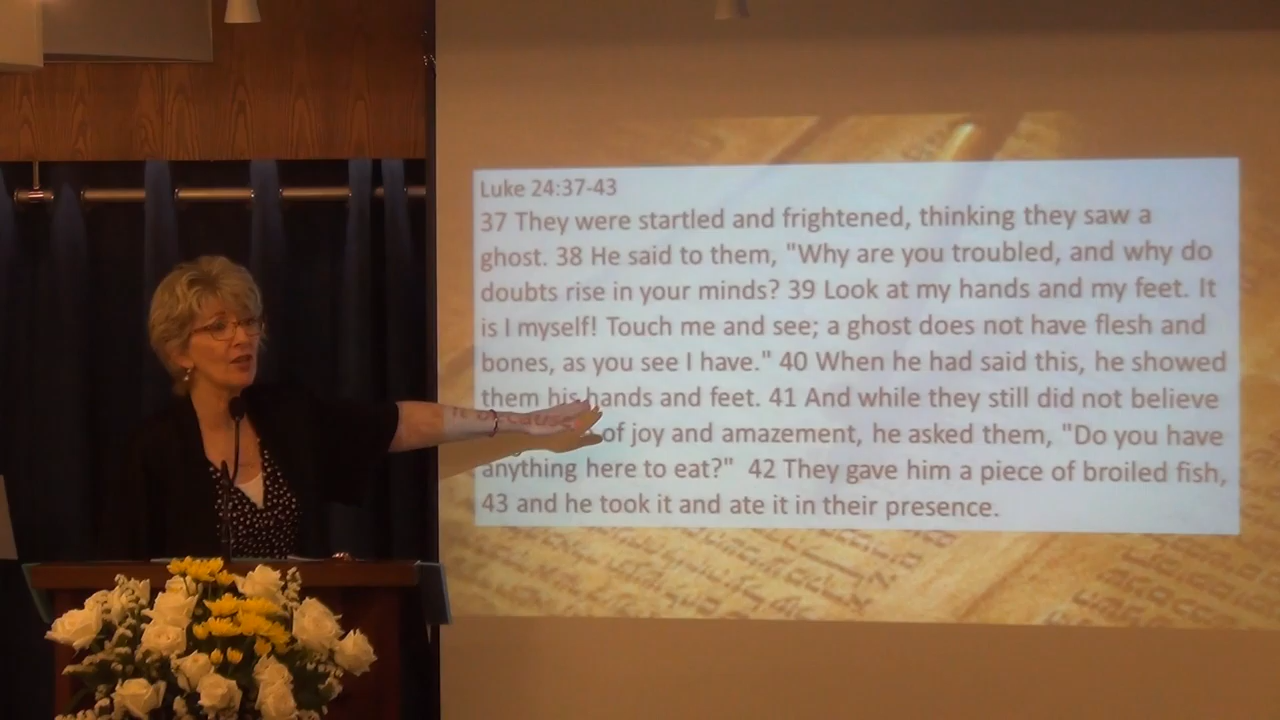 Luke 24:37-43
37 They were startled and frightened, thinking they saw a
ghost. 38 He said to them, "Why are you troubled, and why do
doubts rise in your minds? 39 Look at my hands and my feet. It
is I myself! Touch me and see; a ghost does not have flesh and
bones, as you see I have." 40 When he had said this, he showed
them his hands and feet. 41 And while they still did not believe
it because of joy and amazement, he asked them, "Do you have
anything here to eat?" 42 They gave him a piece of broiled fish,
43 and he took it and ate it in their presence.